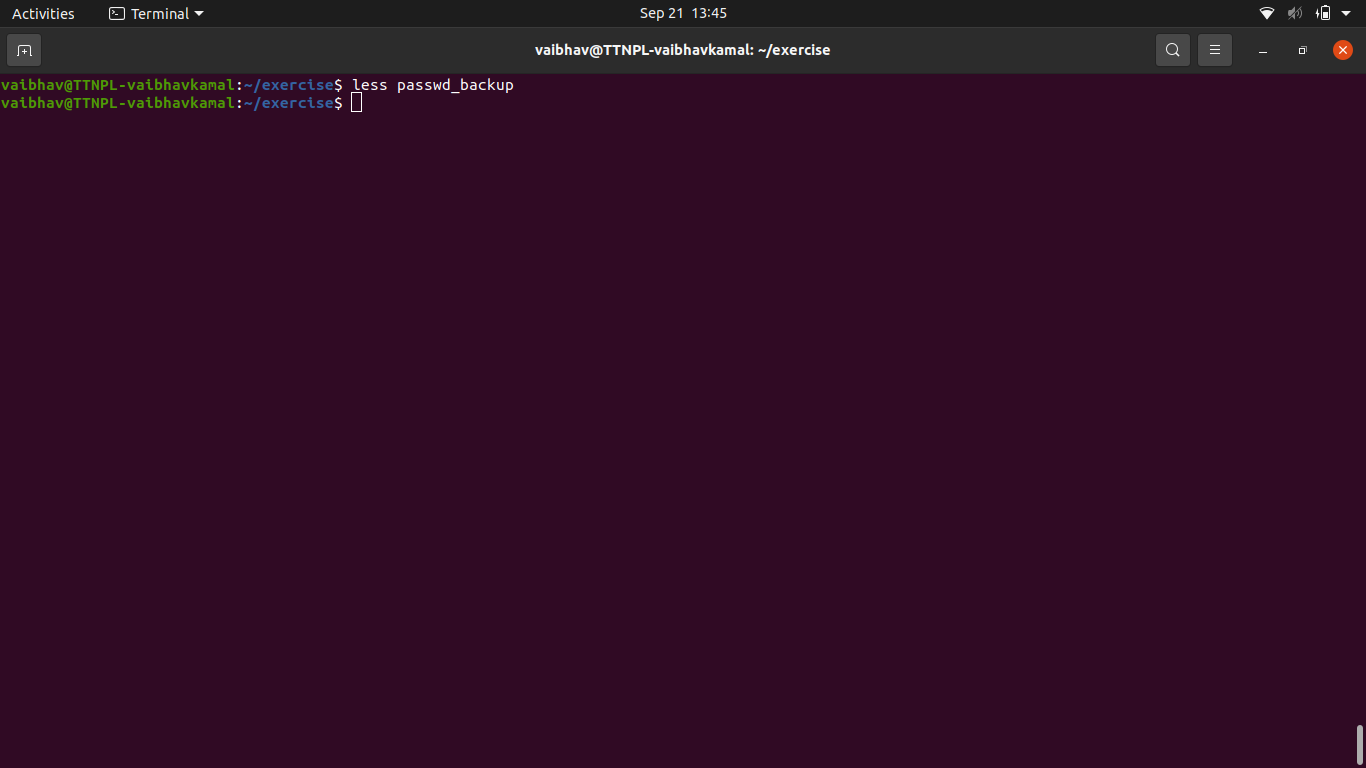 Activities Terminal Sep 21 13:45
vaibhav@TTNPL-vaibhavkamal: ~/exercise
vaibhav@TTNPL-vaibhavkamal:~/exercise$ less passwd_backup
vaibhav@TTNPL-vaibhavkamal:~/exercise$